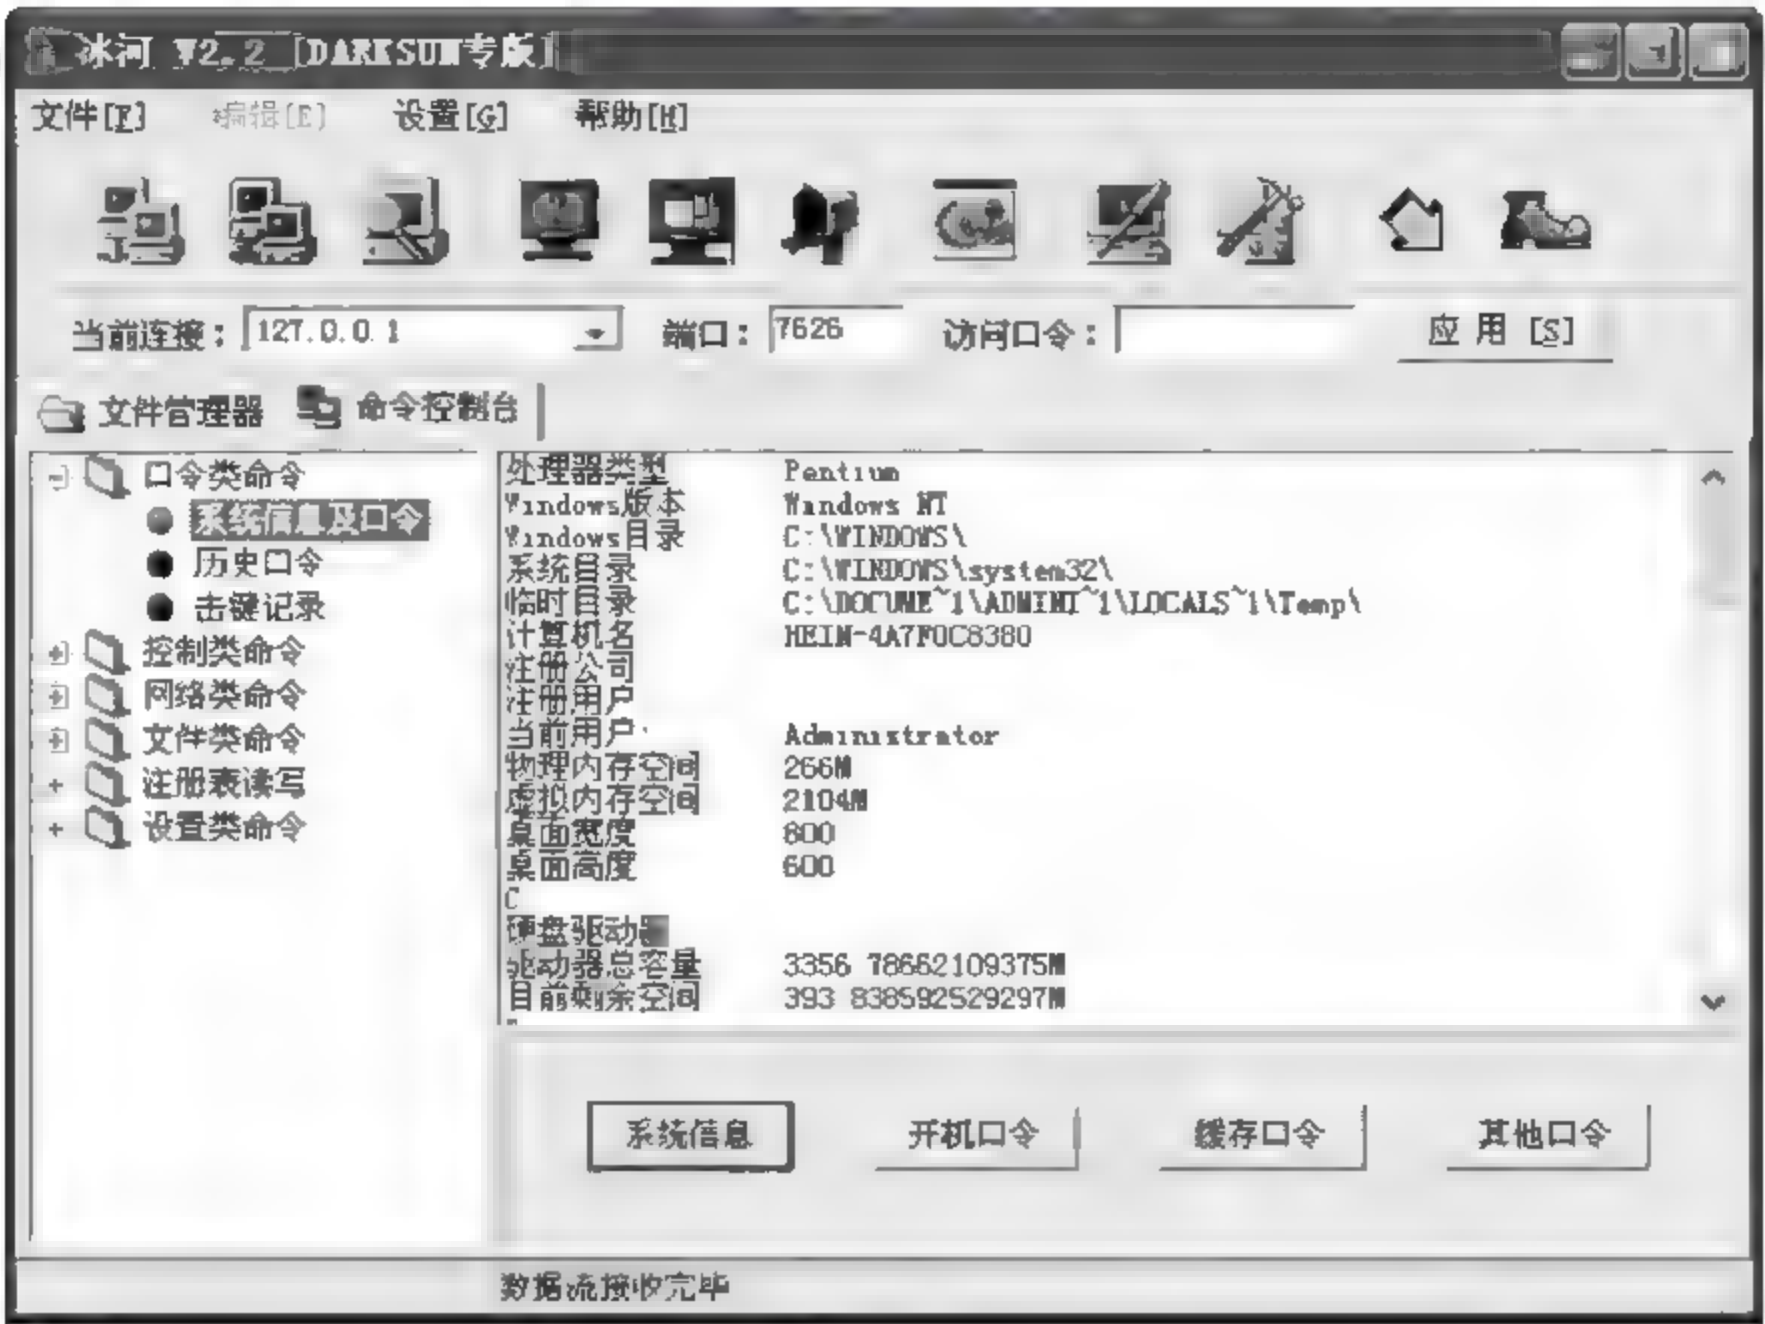 冰河 V2.2 [DARKSUN专版]
文件[F] 编辑[E] 设置[G] 帮助[H]
当前连接: 127.0.0.1 端口: 7626 访问口令: 应用[S]
文件管理器 命令控制台
口令类命令
系统信息及口令
历史口令
击键记录
控制类命令
网络类命令
文件类命令
注册表读写
设置类命令
处理器类型 Pentium
Windows版本 Windows NT
Windows目录 C:\WINDOWS\
系统目录 C:\WINDOWS\system32\
临时目录 C:\DOCUME~1\ADMINI~1\LOCALS~1\Temp\
计算机名 HEIN-4A7F0C8380
注册公司
注册用户
当前用户 Administrator
物理内存空间 266M
虚拟内存空间 2104M
桌面宽度 800
桌面高度 600
C
硬盘驱动器
驱动器总容量 3356 78662109375M
目前剩余空间 393 838592529297M
系统信息 开机口令 缓存口令 其他口令
数据流接收完毕